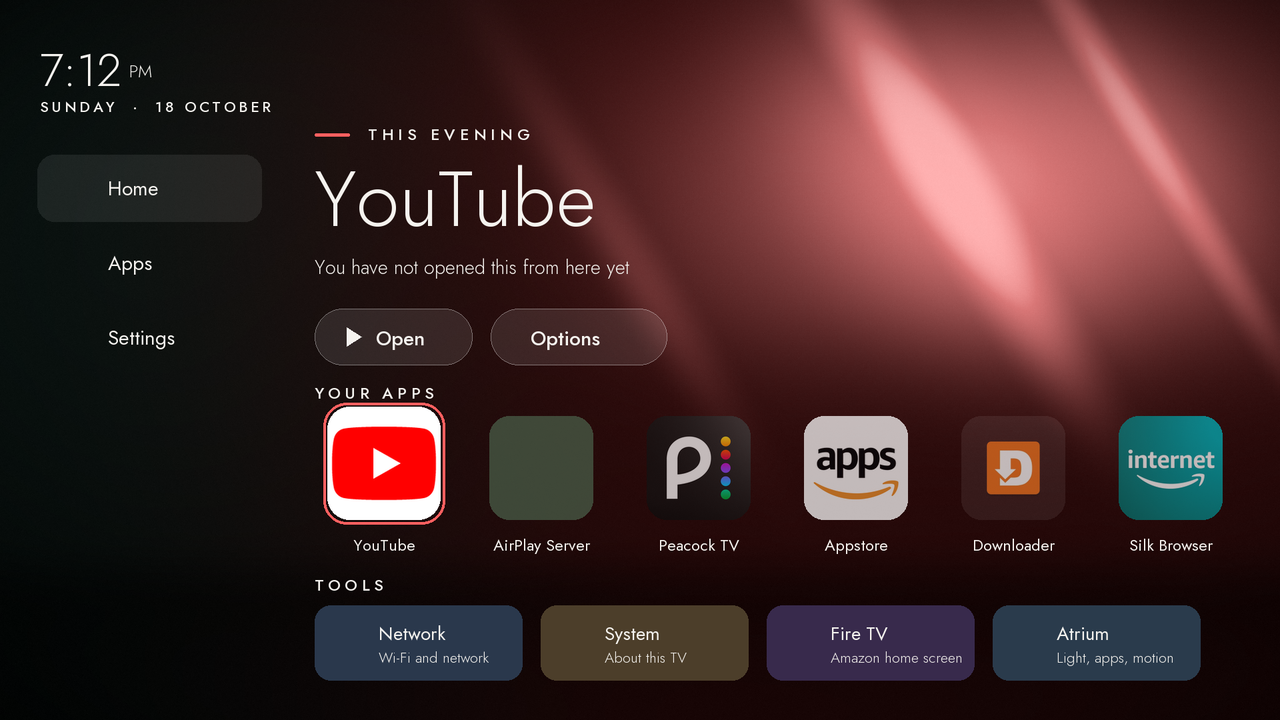 7:12 PM
SUNDAY · 18 OCTOBER
THIS EVENING
Home
YouTube
Apps
You have not opened this from here yet
Settings
Open
Options
YOUR APPS
P
apps
D
internet
YouTube
AirPlay Server
Peacock TV
Appstore
Downloader
Silk Browser
TOOLS
Network
Wi-Fi and network
System
About this TV
Fire TV
Amazon home screen
Atrium
Light, apps, motion